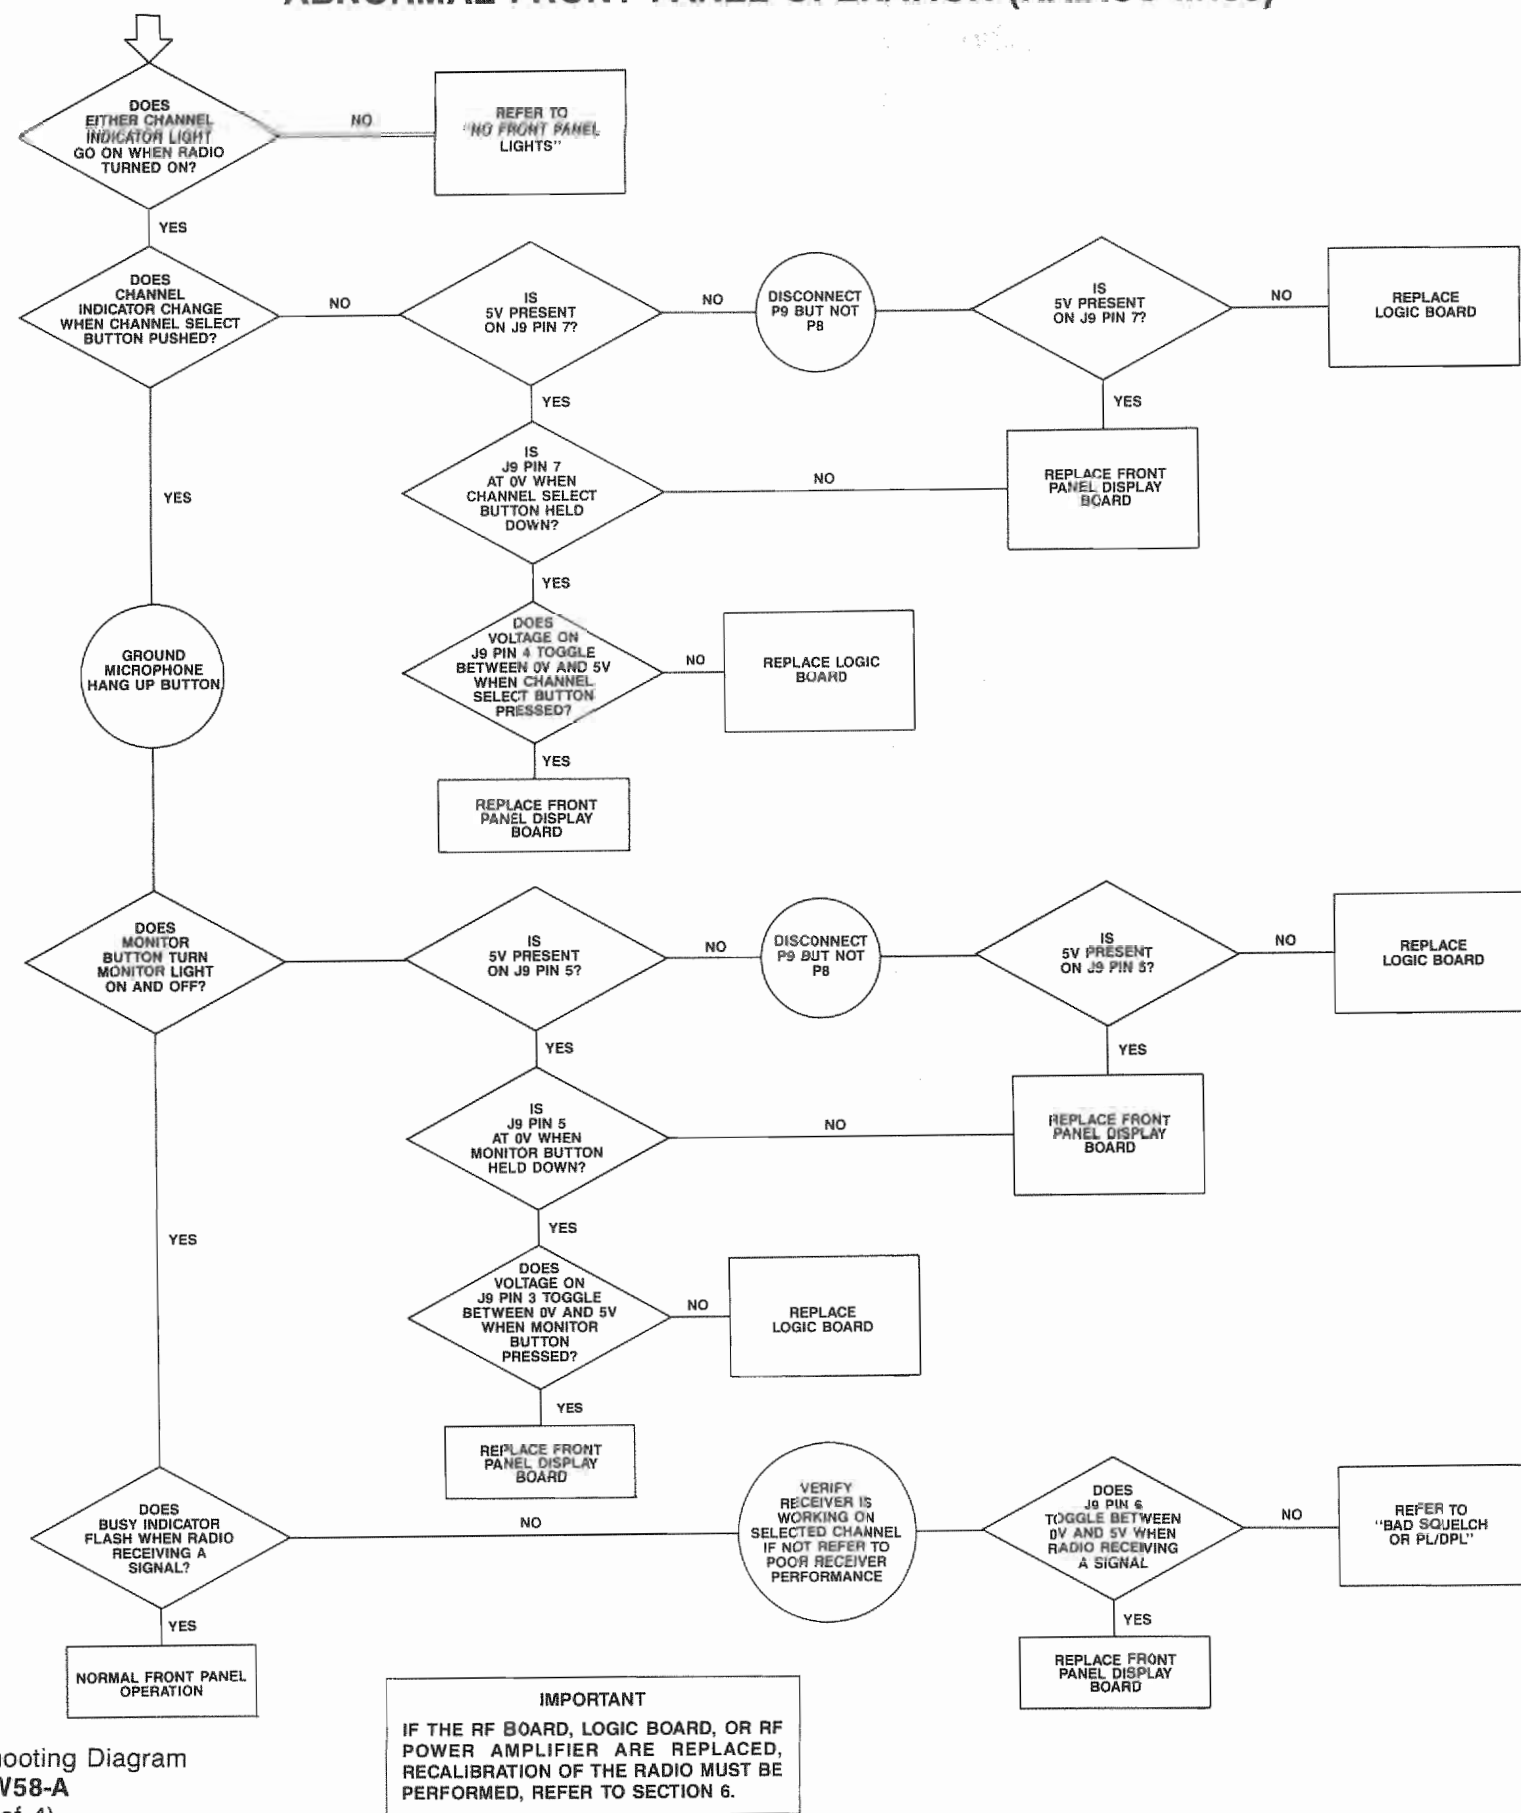 ABNORMAL FRONT PANEL OPERATION
DOES
EITHER CHANNEL
INDICATOR LIGHT
GO ON WHEN RADIO
TURNED ON?
NO
REFER TO
"NO FRONT PANEL
LIGHTS"
YES
DOES
CHANNEL
INDICATOR CHANGE
WHEN CHANNEL SELECT
BUTTON PUSHED?
NO
IS
5V PRESENT
ON J9 PIN 7?
NO
DISCONNECT
P9 BUT NOT
P8
IS
5V PRESENT
ON J9 PIN 7?
NO
REPLACE
LOGIC BOARD
YES
YES
IS
J9 PIN 7
AT 0V WHEN
CHANNEL SELECT
BUTTON HELD
DOWN?
NO
REPLACE FRONT
PANEL DISPLAY
BOARD
YES
YES
DOES
VOLTAGE ON
J9 PIN 4 TOGGLE
BETWEEN 0V AND 5V
WHEN CHANNEL
SELECT BUTTON
PRESSED?
NO
REPLACE LOGIC
BOARD
GROUND
MICROPHONE
HANG UP BUTTON
YES
REPLACE FRONT
PANEL DISPLAY
BOARD
DOES
MONITOR
BUTTON TURN
MONITOR LIGHT
ON AND OFF?
IS
5V PRESENT
ON J9 PIN 5?
NO
DISCONNECT
P9 BUT NOT
P8
IS
5V PRESENT
ON J9 PIN 5?
NO
REPLACE
LOGIC BOARD
YES
YES
IS
J9 PIN 5
AT 0V WHEN
MONITOR BUTTON
HELD DOWN?
NO
REPLACE FRONT
PANEL DISPLAY
BOARD
YES
YES
DOES
VOLTAGE ON
J9 PIN 3 TOGGLE
BETWEEN 0V AND 5V
WHEN MONITOR
BUTTON
PRESSED?
NO
REPLACE
LOGIC BOARD
YES
REPLACE FRONT
PANEL DISPLAY
BOARD
DOES
BUSY INDICATOR
FLASH WHEN RADIO
RECEIVING A
SIGNAL?
NO
VERIFY
RECEIVER IS
WORKING ON
SELECTED CHANNEL
IF NOT REFER TO
POOR RECEIVER
PERFORMANCE
DOES
J9 PIN 6
TOGGLE BETWEEN
0V AND 5V WHEN
RADIO RECEIVING
A SIGNAL
NO
REFER TO
"BAD SQUELCH
OR PL/DPL"
YES
YES
NORMAL FRONT PANEL
OPERATION
REPLACE FRONT
PANEL DISPLAY
BOARD
IMPORTANT
IF THE RF BOARD, LOGIC BOARD, OR RF
POWER AMPLIFIER ARE REPLACED,
RECALIBRATION OF THE RADIO MUST BE
PERFORMED, REFER TO SECTION 6.
ooting Diagram
W58-A
of 4)